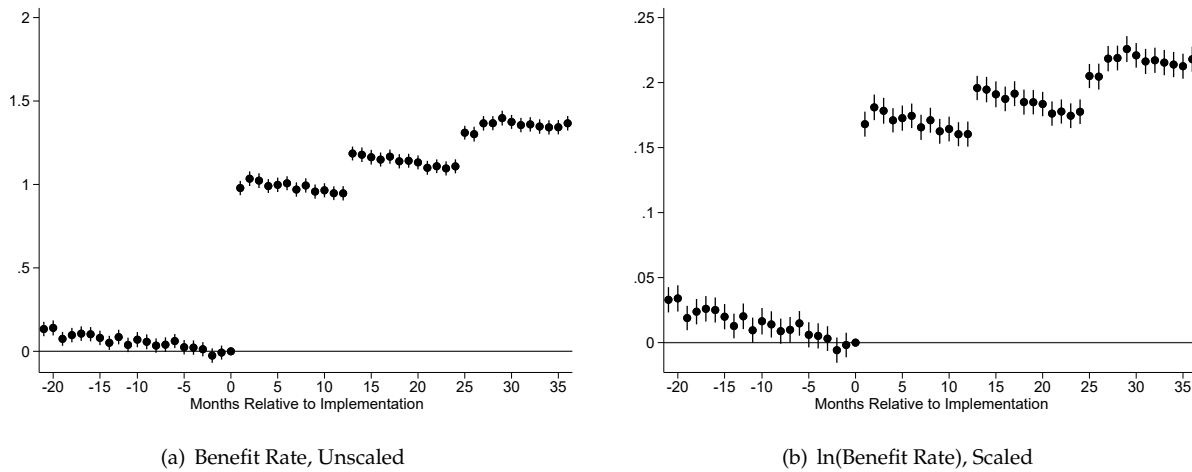 2
1.5
1
.5
0
-20 -15 -10 -5 0 5 10 15 20 25 30 35
Months Relative to Implementation
(a) Benefit Rate, Unscaled
.25
.2
.15
.1
.05
0
-20 -15 -10 -5 0 5 10 15 20 25 30 35
Months Relative to Implementation
(b) ln(Benefit Rate), Scaled